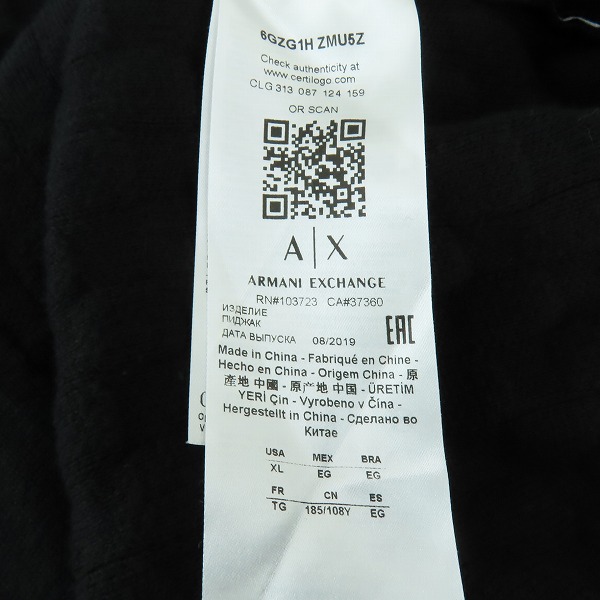 6GZG1H ZMU5Z
Check authenticity at
www.certilogo.com
CLG 313 087 124 159
OR SCAN
A|X
ARMANI EXCHANGE
RN#103723 CA#37360
ИЗДЕЛИЕ
ПИДЖАК
ДАТА ВЫПУСКА 08/2019
EAC
Made in China - Fabriqué en Chine -
Hecho en China - Origem China - 原
產地 中國 - 原产地 中国 - ÜRETİM
YERİ Çin - Vyrobeno v Čína -
Hergestellt in China - Сделано во
Китае
USA MEX BRA
XL EG EG
FR CN ES
TG 185/108Y EG